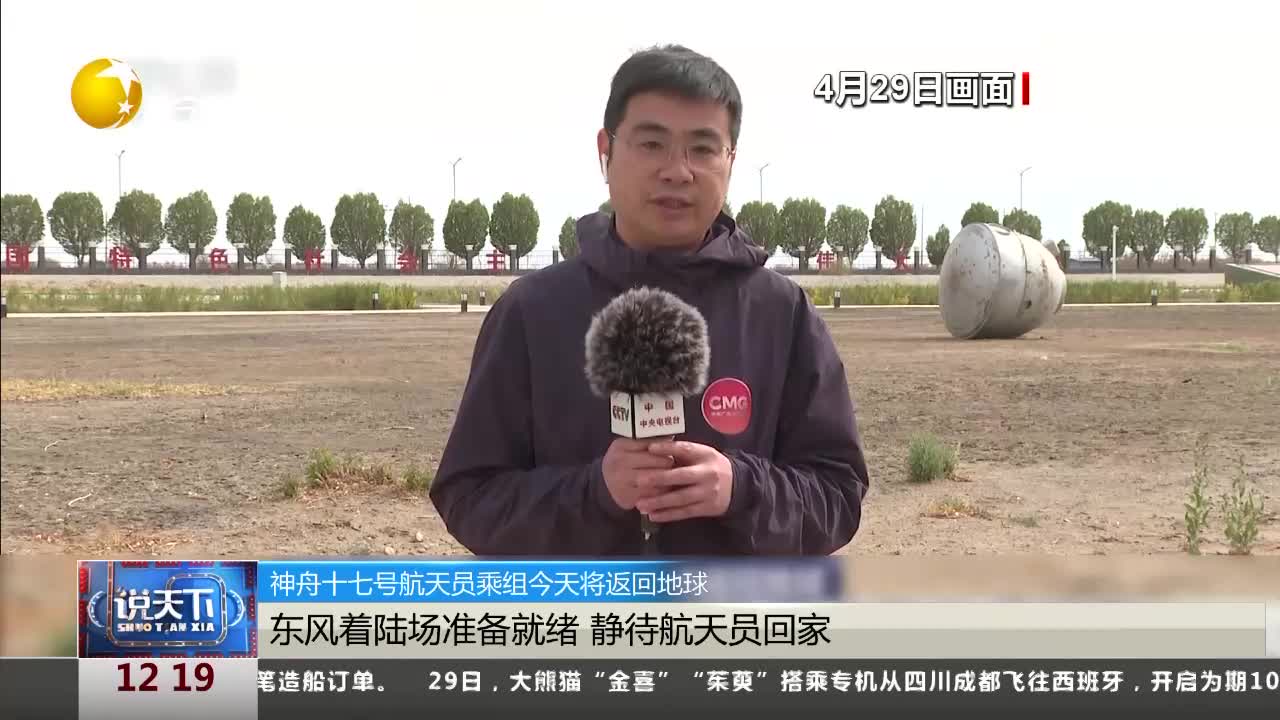 4月29日画面
特色
CMG
CCTV
中国
中央电视台
神舟十七号航天员乘组今天将返回地球
说天下
SHUO TIAN XIA
东风着陆场准备就绪 静待航天员回家
12 19
笔造船订单。 29日，大熊猫“金喜”“茱萸”搭乘专机从四川成都飞往西班牙，开启为期10